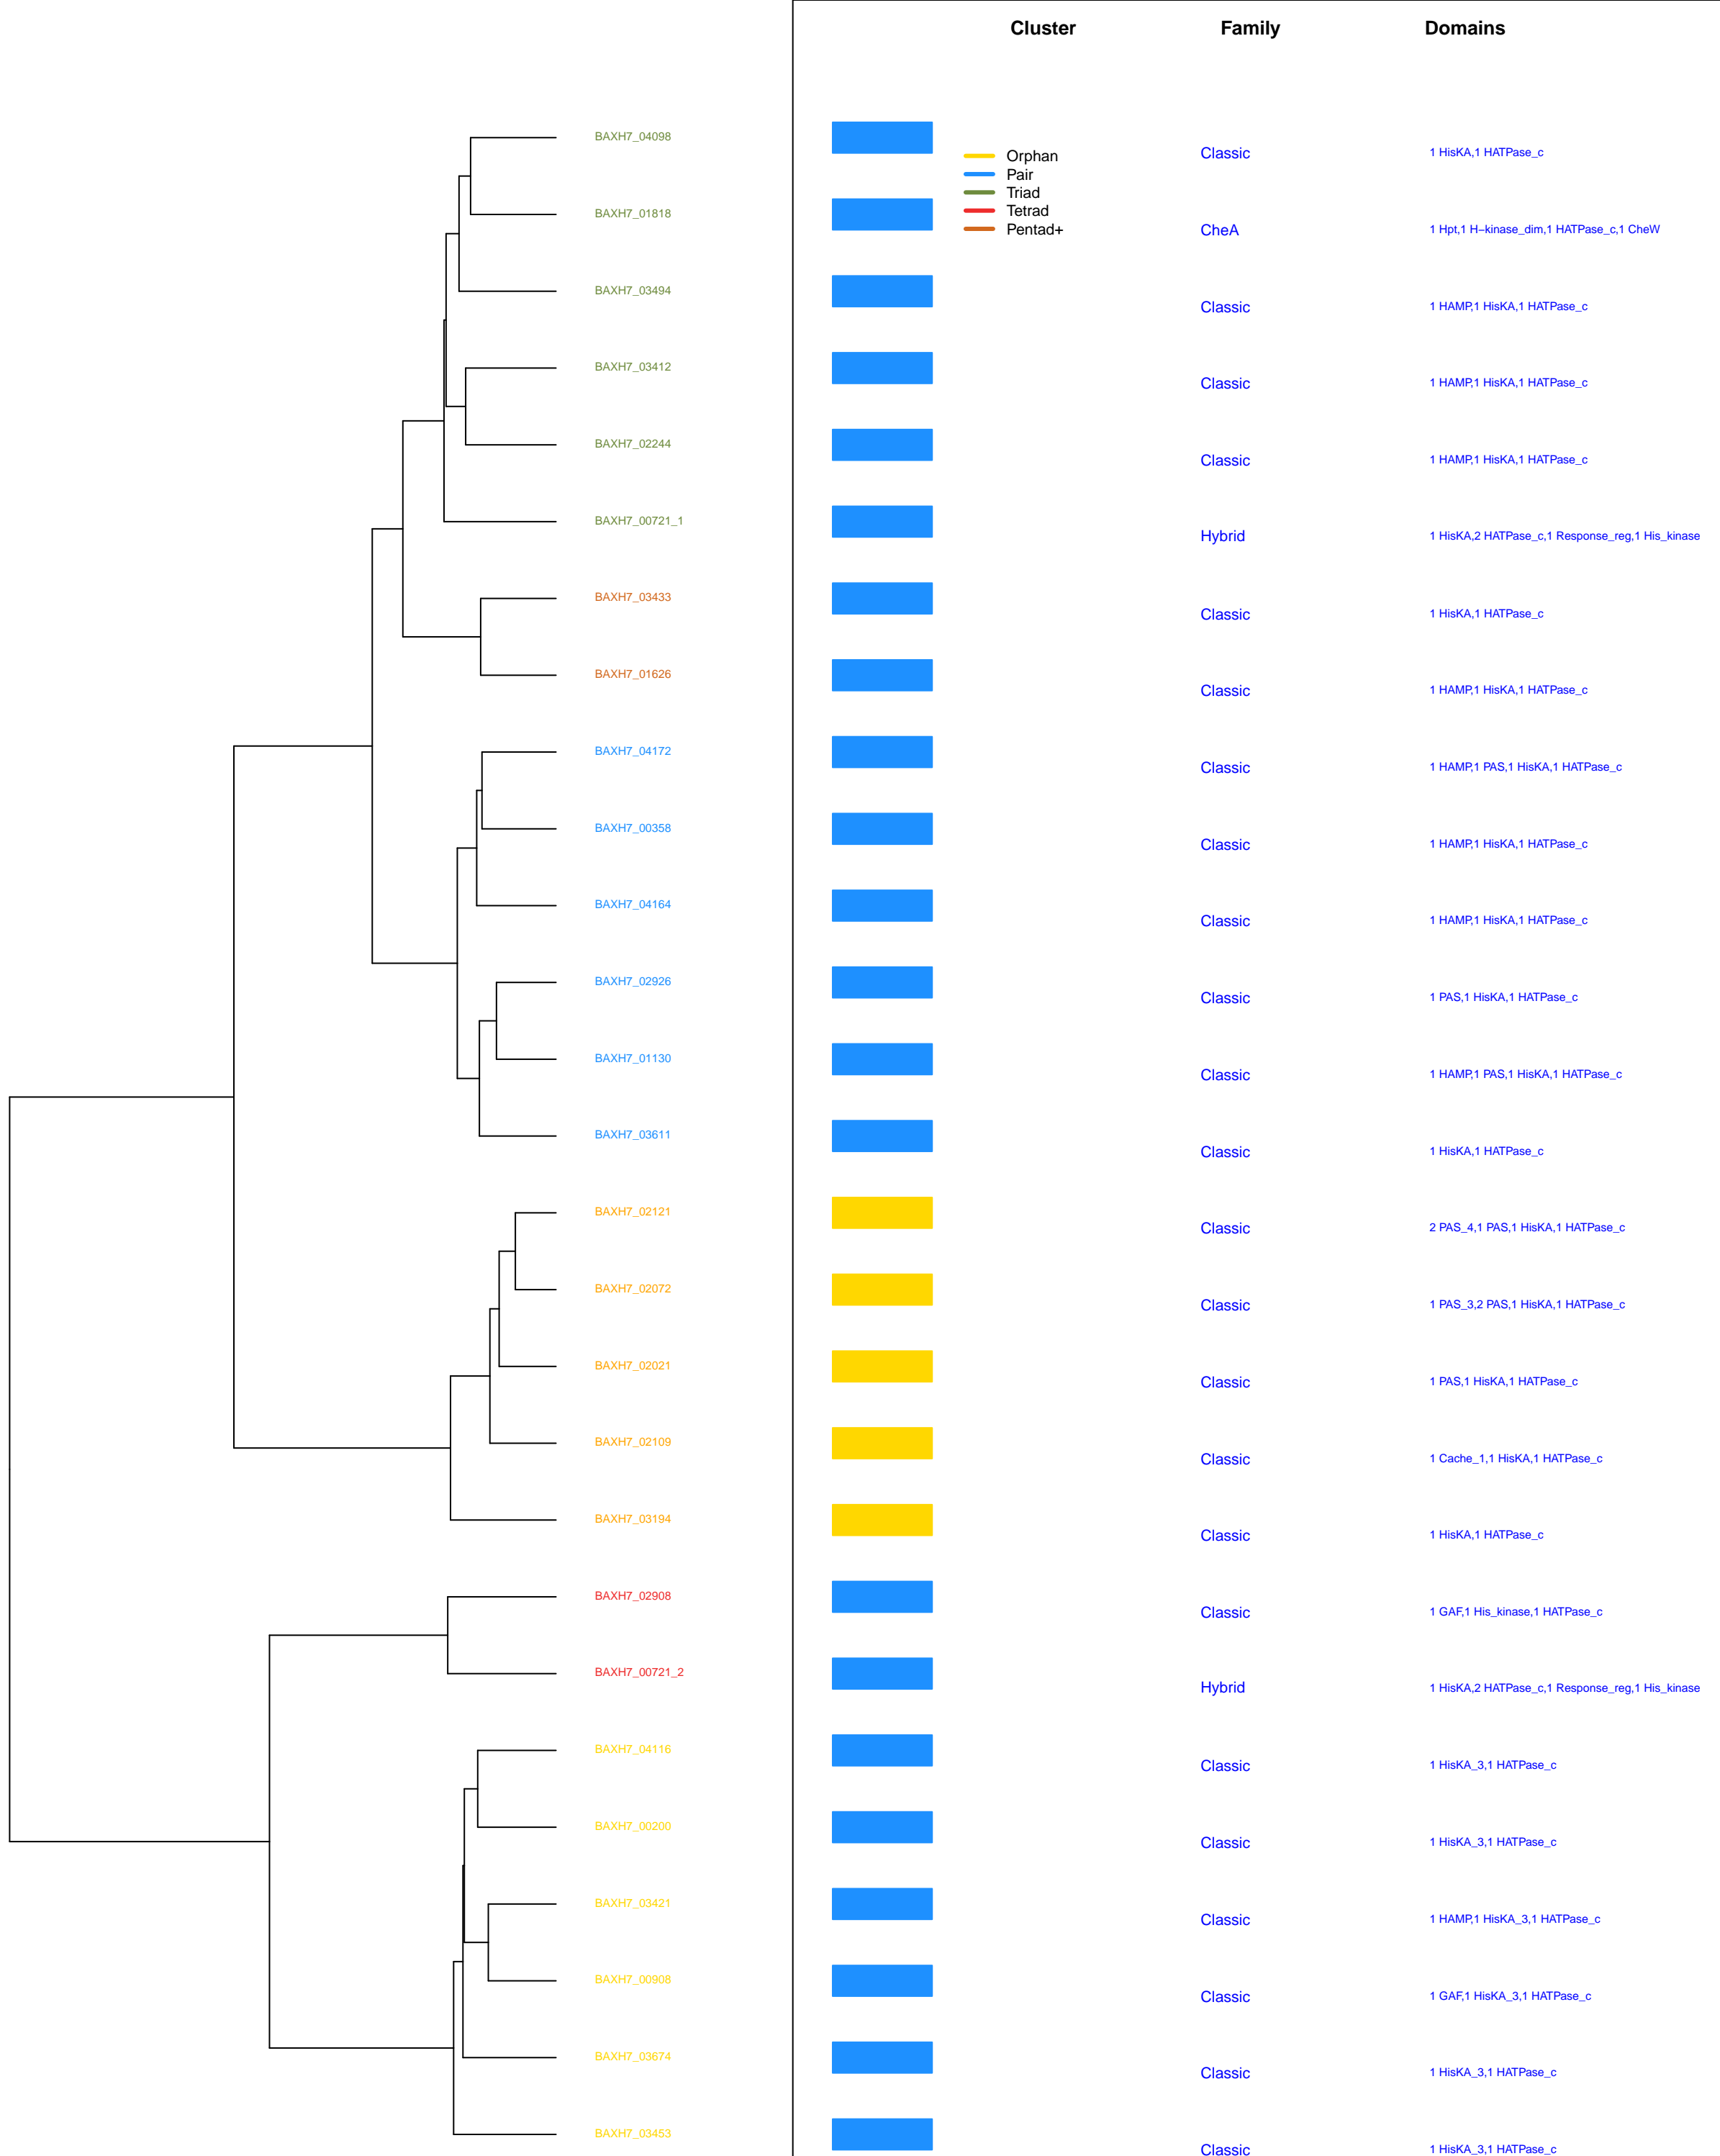 Cluster Family Domains
BAXH7_04098 Classic 1 HisKA,1 HATPase_c
Orphan
Pair
Triad
Tetrad
Pentad+
BAXH7_01818 CheA 1 Hpt,1 H−kinase_dim,1 HATPase_c,1 CheW
BAXH7_03494 Classic 1 HAMP,1 HisKA,1 HATPase_c
BAXH7_03412 Classic 1 HAMP,1 HisKA,1 HATPase_c
BAXH7_02244 Classic 1 HAMP,1 HisKA,1 HATPase_c
BAXH7_00721_1 Hybrid 1 HisKA,2 HATPase_c,1 Response_reg,1 His_kinase
BAXH7_03433 Classic 1 HisKA,1 HATPase_c
BAXH7_01626 Classic 1 HAMP,1 HisKA,1 HATPase_c
BAXH7_04172 Classic 1 HAMP,1 PAS,1 HisKA,1 HATPase_c
BAXH7_00358 Classic 1 HAMP,1 HisKA,1 HATPase_c
BAXH7_04164 Classic 1 HAMP,1 HisKA,1 HATPase_c
BAXH7_02926 Classic 1 PAS,1 HisKA,1 HATPase_c
BAXH7_01130 Classic 1 HAMP,1 PAS,1 HisKA,1 HATPase_c
BAXH7_03611 Classic 1 HisKA,1 HATPase_c
BAXH7_02121 Classic 2 PAS_4,1 PAS,1 HisKA,1 HATPase_c
BAXH7_02072 Classic 1 PAS_3,2 PAS,1 HisKA,1 HATPase_c
BAXH7_02021 Classic 1 PAS,1 HisKA,1 HATPase_c
BAXH7_02109 Classic 1 Cache_1,1 HisKA,1 HATPase_c
BAXH7_03194 Classic 1 HisKA,1 HATPase_c
BAXH7_02908 Classic 1 GAF,1 His_kinase,1 HATPase_c
BAXH7_00721_2 Hybrid 1 HisKA,2 HATPase_c,1 Response_reg,1 His_kinase
BAXH7_04116 Classic 1 HisKA_3,1 HATPase_c
BAXH7_00200 Classic 1 HisKA_3,1 HATPase_c
BAXH7_03421 Classic 1 HAMP,1 HisKA_3,1 HATPase_c
BAXH7_00908 Classic 1 GAF,1 HisKA_3,1 HATPase_c
BAXH7_03674 Classic 1 HisKA_3,1 HATPase_c
BAXH7_03453 Classic 1 HisKA_3,1 HATPase_c